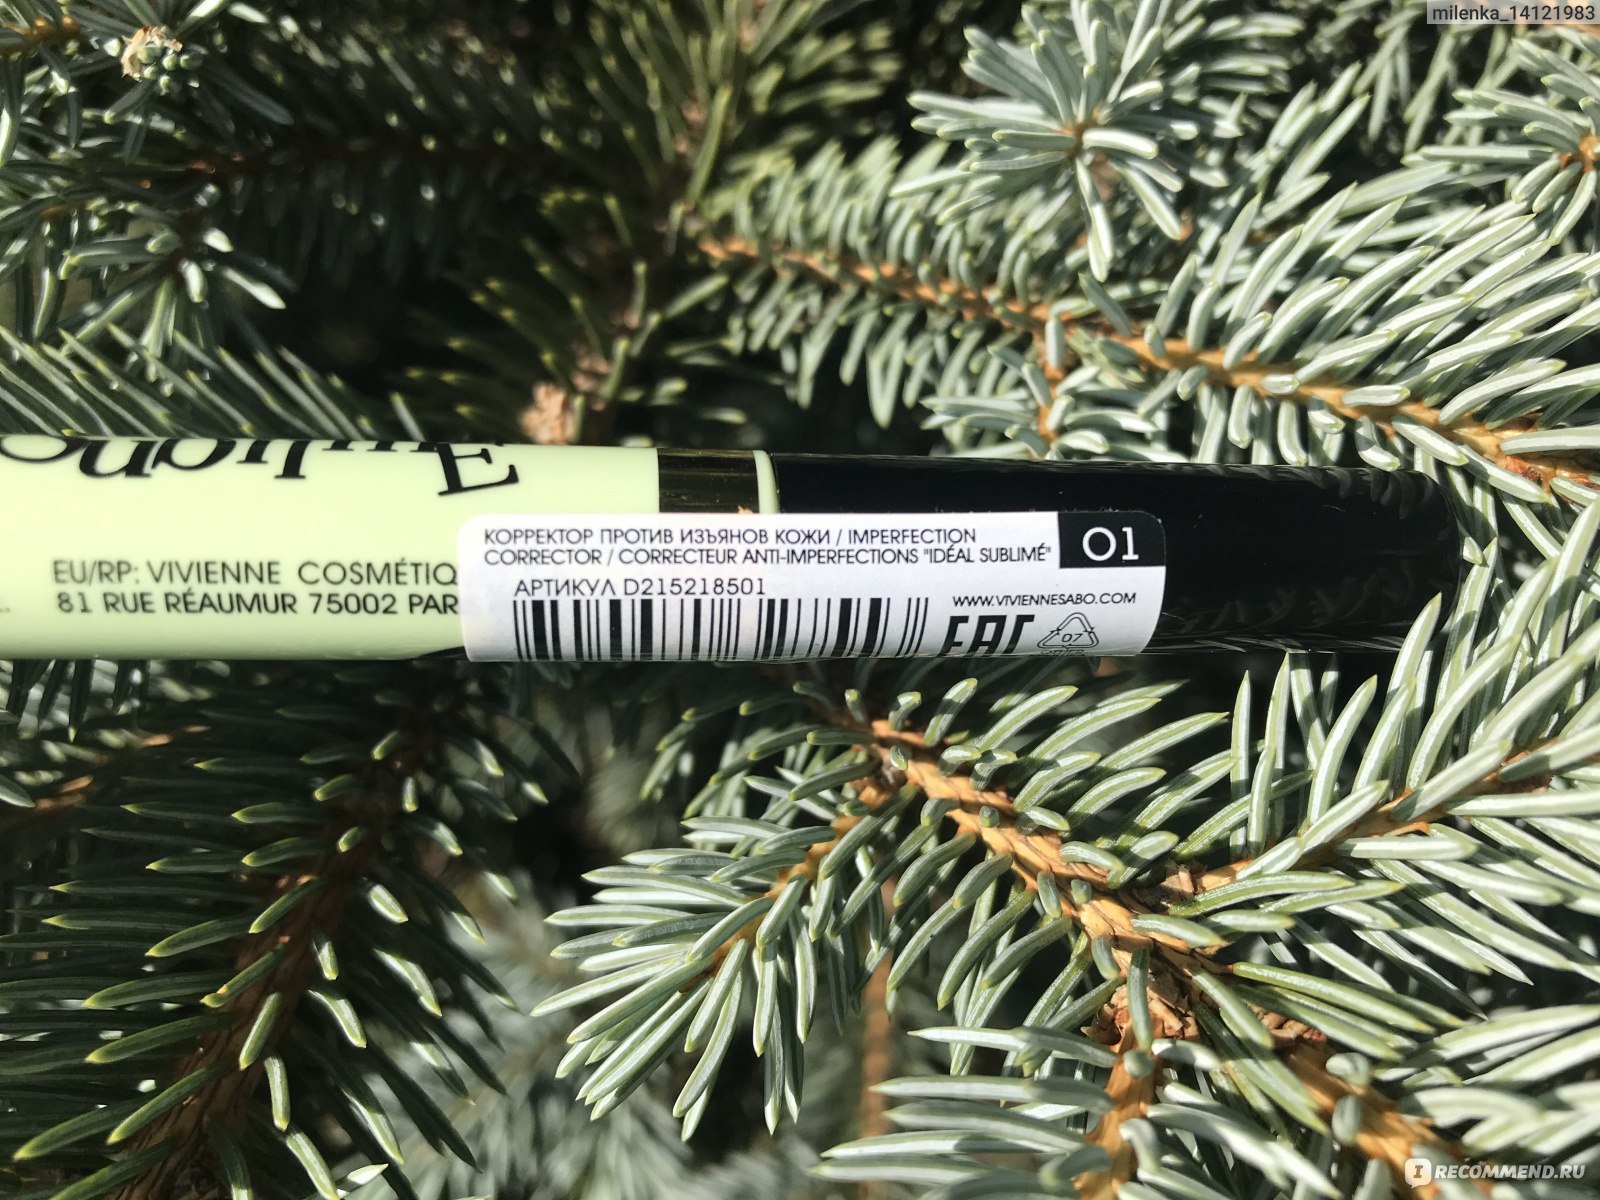 milenka_14121983
EU/RP: VIVIENNE COSMÉTIQ
81 RUE RÉAUMUR 75002 PAR
КОРРЕКТОР ПРОТИВ ИЗЪЯНОВ КОЖИ / IMPERFECTION
CORRECTOR / CORRECTEUR ANTI-IMPERFECTIONS "IDÉAL SUBLIMÉ"
01
АРТИКУЛ D215218501
WWW.VIVIENNESABO.COM
EAC
07
IRECOMMEND.RU